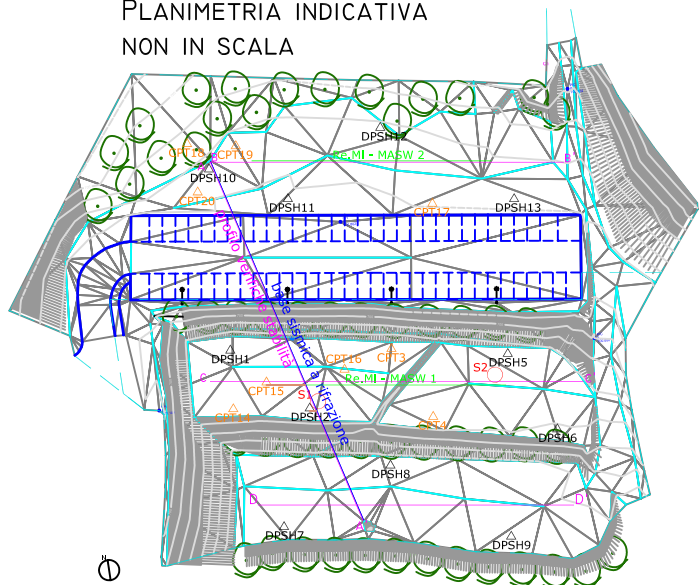 PLANIMETRIA INDICATIVA
NON IN SCALA
DPSH12
CPT18
CPT19
Re.Mi - MASW 2
B'
DPSH10
CPT20
DPSH11
CPT17
DPSH13
profilo verifiche stabilità
base sismica a rifrazione
DPSH1
CPT16
CPT3
DPSH5
S2
C
Re.Mi - MASW 1
CPT15
S1
CPT14
DPSH2
CPT4
DPSH6
DPSH8
D
D'
DPSH7
DPSH9
N